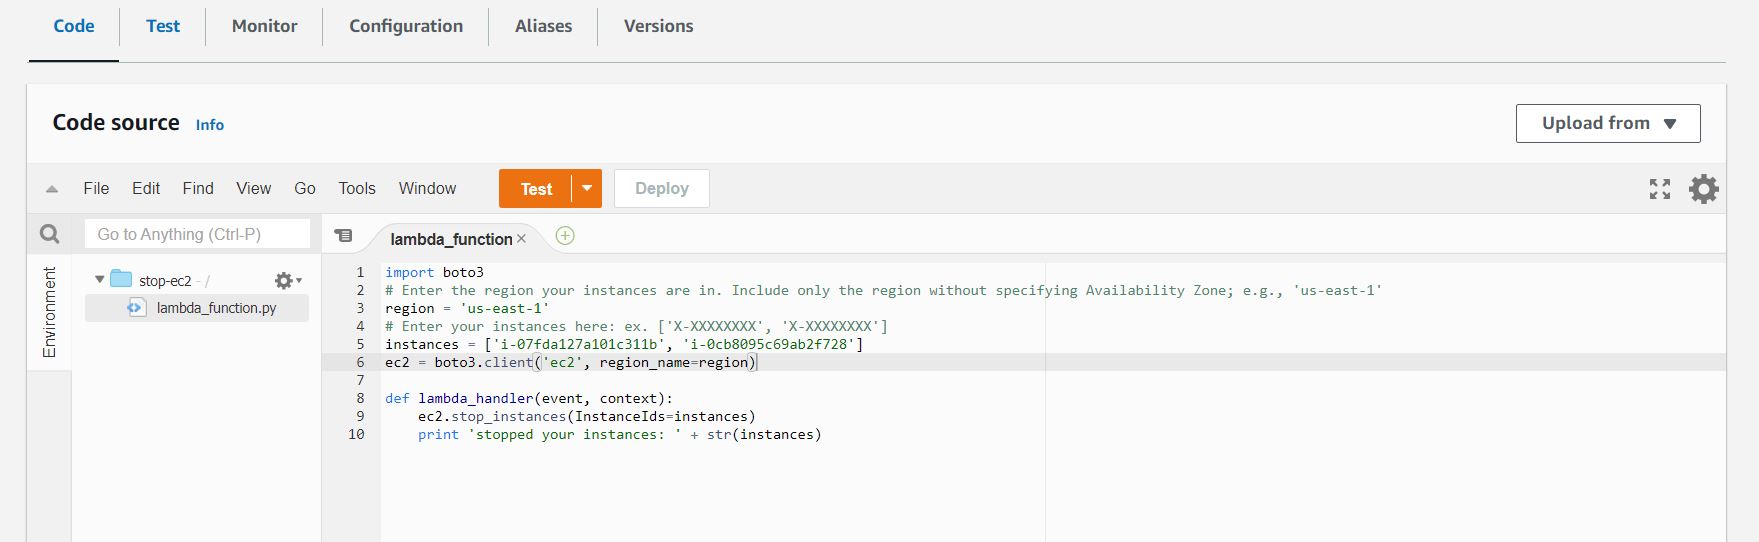 Code Test Monitor Configuration Aliases Versions
Code source Info Upload from
File Edit Find View Go Tools Window Test Deploy
Go to Anything (Ctrl-P) lambda_function
Environment
stop-ec2 - /
lambda_function.py
1 import boto3
2 # Enter the region your instances are in. Include only the region without specifying Availability Zone; e.g., 'us-east-1'
3 region = 'us-east-1'
4 # Enter your instances here: ex. ['X-XXXXXXXX', 'X-XXXXXXXX']
5 instances = ['i-07fda127a101c311b', 'i-0cb8095c69ab2f728']
6 ec2 = boto3.client('ec2', region_name=region)
7
8 def lambda_handler(event, context):
9     ec2.stop_instances(InstanceIds=instances)
10     print 'stopped your instances: ' + str(instances)